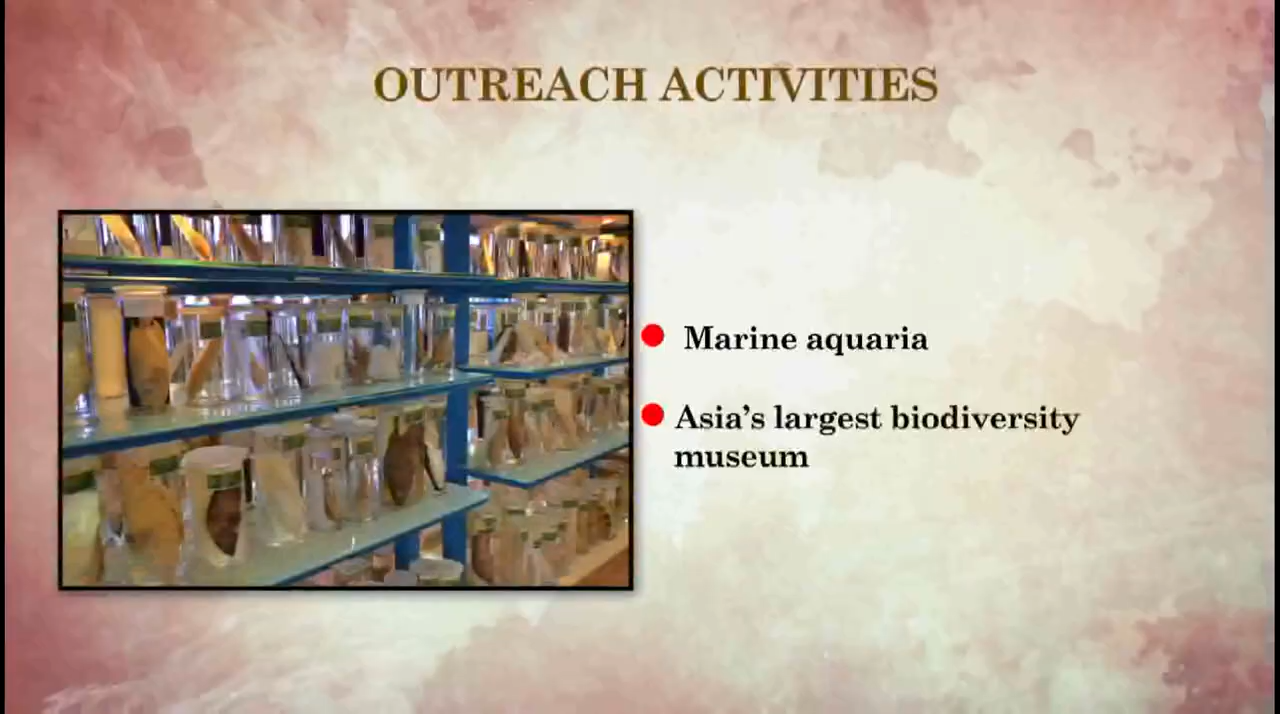 OUTREACH ACTIVITIES
Marine aquaria
Asia's largest biodiversity
museum